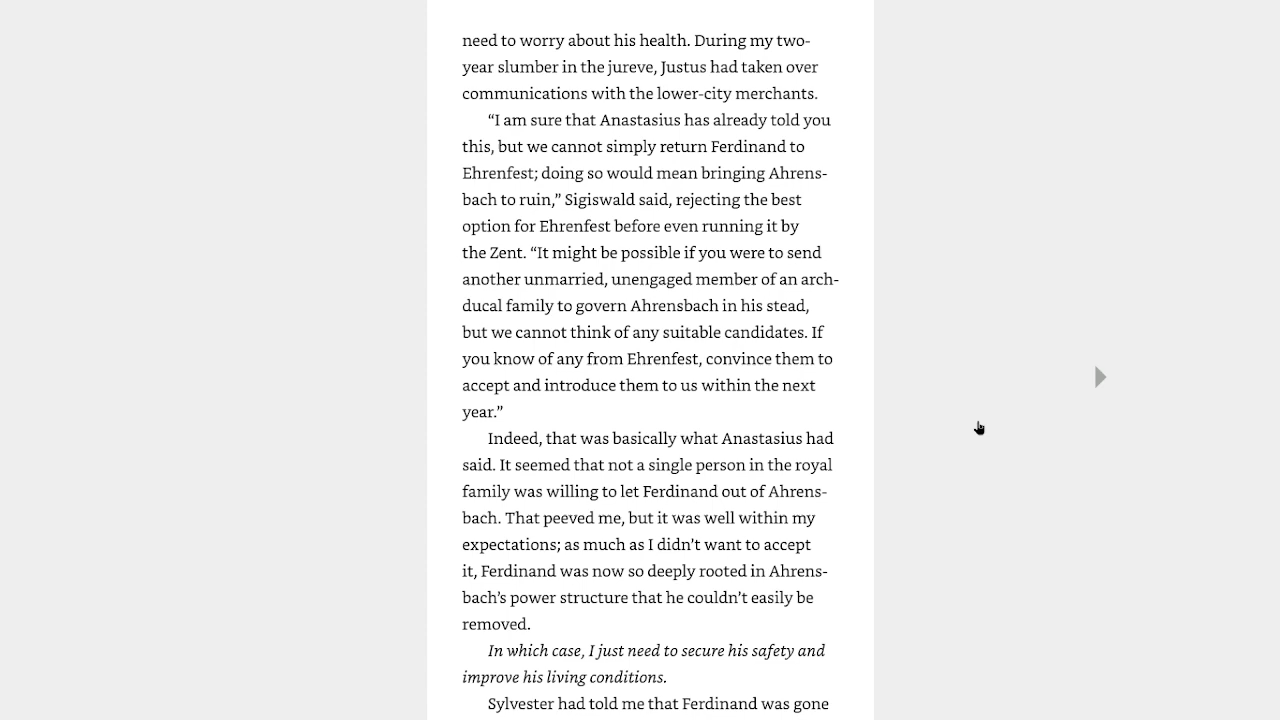 need to worry about his health. During my two-
year slumber in the jureve, Justus had taken over
communications with the lower-city merchants.
“I am sure that Anastasius has already told you
this, but we cannot simply return Ferdinand to
Ehrenfest; doing so would mean bringing Ahrens-
bach to ruin,” Sigiswald said, rejecting the best
option for Ehrenfest before even running it by
the Zent. “It might be possible if you were to send
another unmarried, unengaged member of an arch-
ducal family to govern Ahrensbach in his stead,
but we cannot think of any suitable candidates. If
you know of any from Ehrenfest, convince them to
accept and introduce them to us within the next
year.”
Indeed, that was basically what Anastasius had
said. It seemed that not a single person in the royal
family was willing to let Ferdinand out of Ahrens-
bach. That peeved me, but it was well within my
expectations; as much as I didn’t want to accept
it, Ferdinand was now so deeply rooted in Ahrens-
bach’s power structure that he couldn’t easily be
removed.
In which case, I just need to secure his safety and
improve his living conditions.
Sylvester had told me that Ferdinand was gone